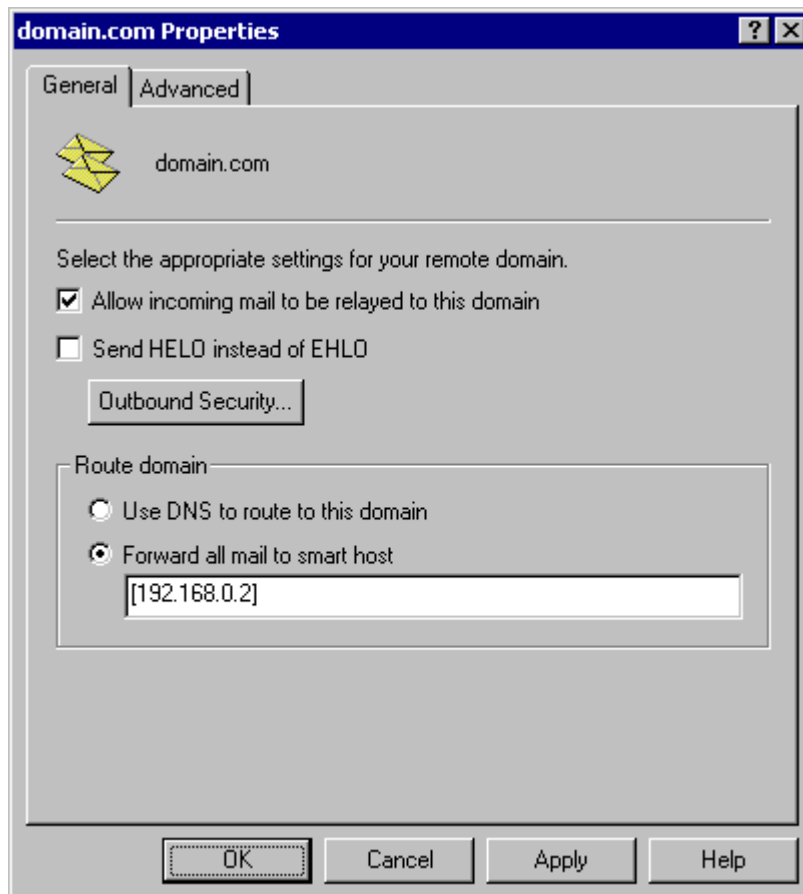 domain.com Properties
General
Advanced
domain.com
Select the appropriate settings for your remote domain.
Allow incoming mail to be relayed to this domain
Send HELO instead of EHLO
Outbound Security...
Route domain
Use DNS to route to this domain
Forward all mail to smart host
[192.168.0.2]
OK
Cancel
Apply
Help